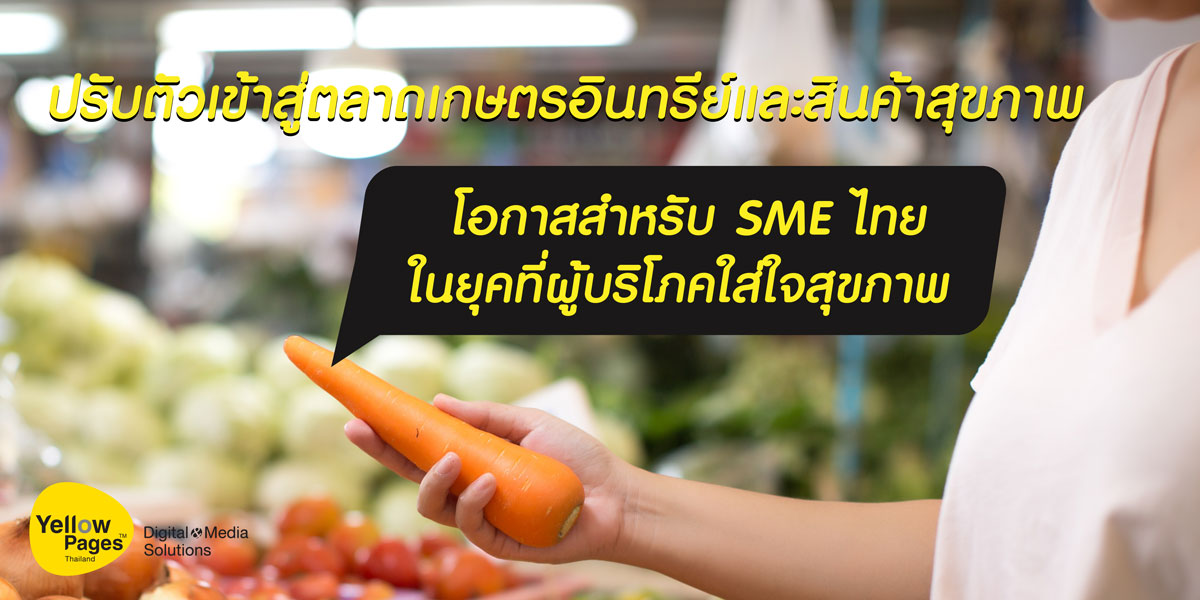 ปรับตัวเข้าสู่ตลาดเกษตรอินทรีย์และสินค้าสุขภาพ
โอกาสสำหรับ SME ไทย
ในยุคที่ผู้บริโภคใส่ใจสุขภาพ
Yellow
Pages™
Thailand
Digital & Media
Solutions